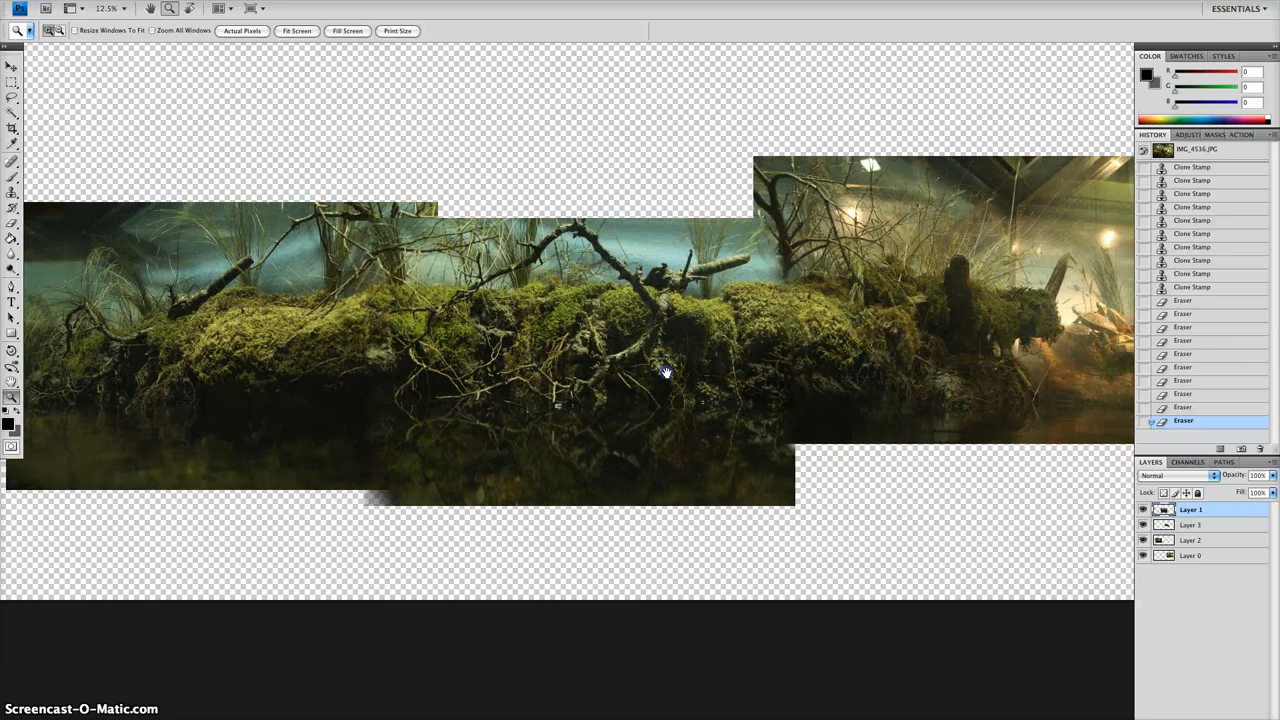 Ps Br 12.5% ESSENTIALS
Resize Windows To Fit Zoom All Windows Actual Pixels Fit Screen Fill Screen Print Size
COLOR SWATCHES STYLES
R 0
G 0
B 0
HISTORY ADJUST MASKS ACTION
IMG_4536.JPG
Clone Stamp
Clone Stamp
Clone Stamp
Clone Stamp
Clone Stamp
Clone Stamp
Clone Stamp
Clone Stamp
Clone Stamp
Clone Stamp
Eraser
Eraser
Eraser
Eraser
Eraser
Eraser
Eraser
Eraser
Eraser
Eraser
LAYERS CHANNELS PATHS
Normal Opacity: 100%
Lock: Fill: 100%
Layer 1
Layer 3
Layer 2
Layer 0
Screencast-O-Matic.com